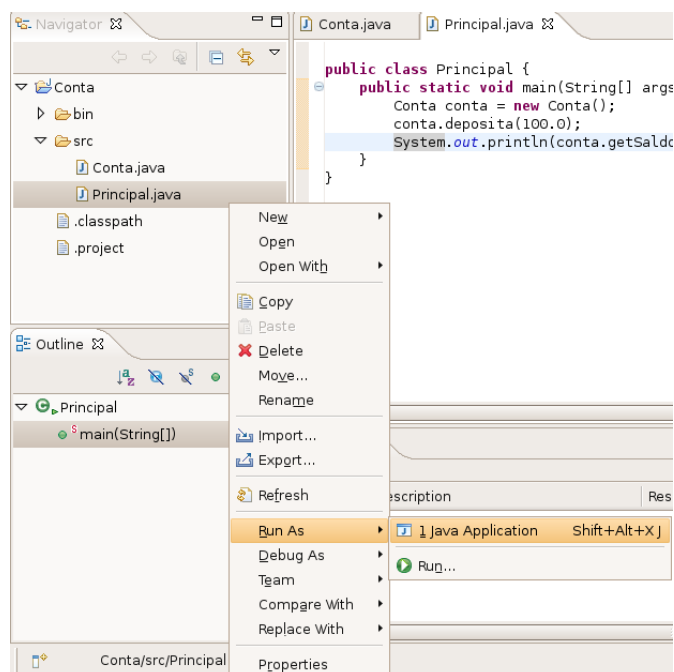 Navigator
Conta
bin
src
Conta.java
Principal.java
.classpath
.project
Conta.java
Principal.java
public class Principal {
public static void main(String[] args
Conta conta = new Conta();
conta.deposita(100.0);
System.out.println(conta.getSaldo
}
}
Outline
Principal
main(String[])
New
Open
Open With
Copy
Paste
Delete
Move...
Rename
Import...
Export...
Refresh
Run As
Debug As
Team
Compare With
Replace With
Properties
escription
Res
1 Java Application Shift+Alt+X J
Run...
Conta/src/Principal